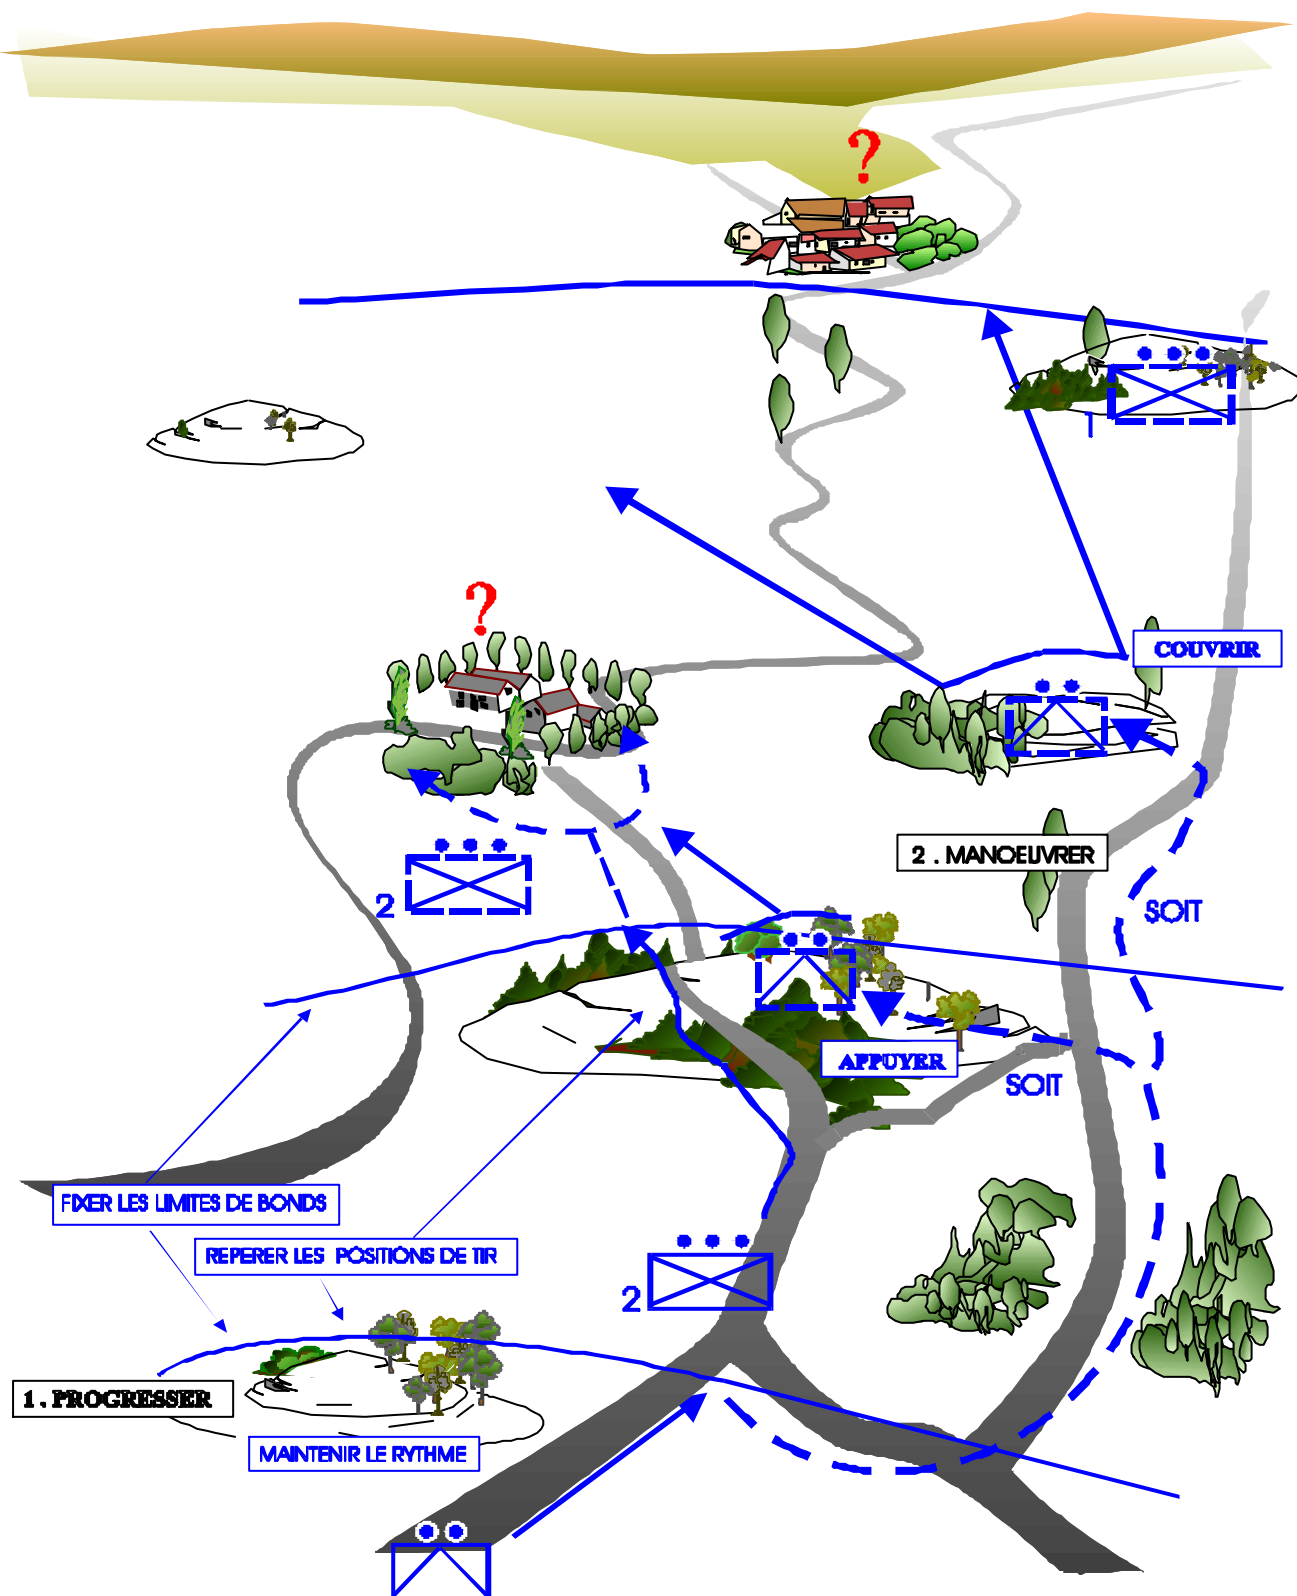 ?
1
?
COUVRIR
2 . MANOEUVRER
2
SOIT
APPUYER
SOIT
FIXER LES LIMITES DE BONDS
REPERER LES POSITIONS DE TIR
2
1 . PROGRESSER
MAINTENIR LE RYTHME